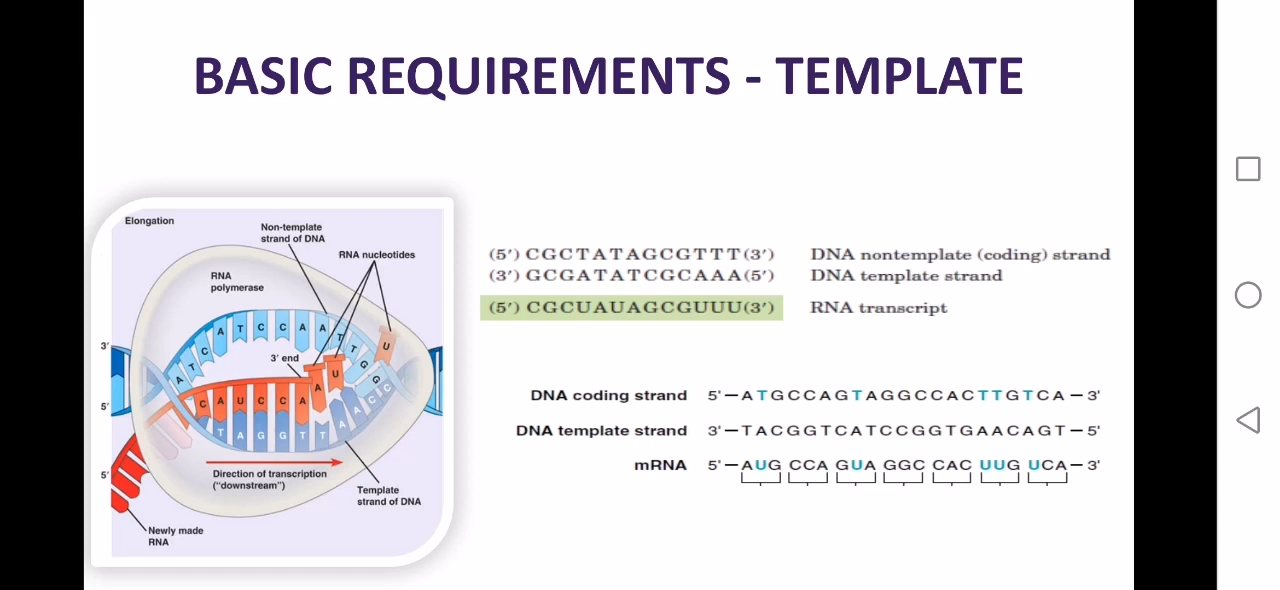 BASIC REQUIREMENTS - TEMPLATE
Elongation
Non-template
strand of DNA
RNA nucleotides
RNA
polymerase
3′ end
3′
5′
5′
A T C A T C C A A T T G G
U
C A U C C A A U
T A G G T T A A C C
Direction of transcription
("downstream")
Template
strand of DNA
Newly made
RNA
(5′) CGCTATAGCGTTT(3′) DNA nontemplate (coding) strand
(3′) GCGATATCGCAAA(5′) DNA template strand
(5′) CGCUAUAGCGUUU(3′) RNA transcript
DNA coding strand 5'–ATGCCAGTAGGCCACTTGTCA–3'
DNA template strand 3'–TACGGTCATCCGGTGAACAGT–5'
mRNA 5'–AUG CCA GUA GGC CAC UUG UCA–3'